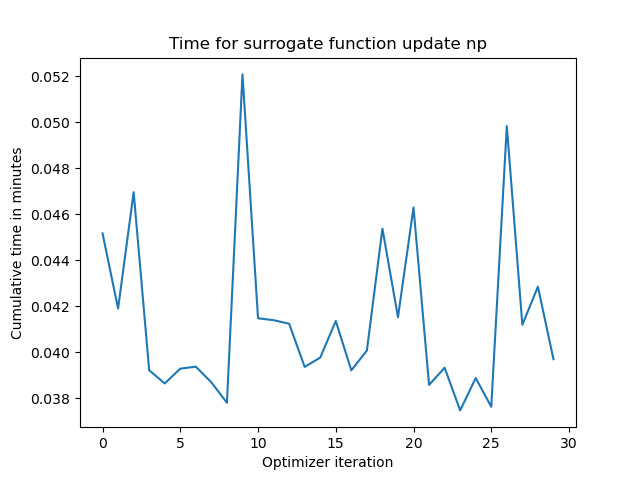 Time for surrogate function update np
Cumulative time in minutes
0.052
0.050
0.048
0.046
0.044
0.042
0.040
0.038
0 5 10 15 20 25 30
Optimizer iteration